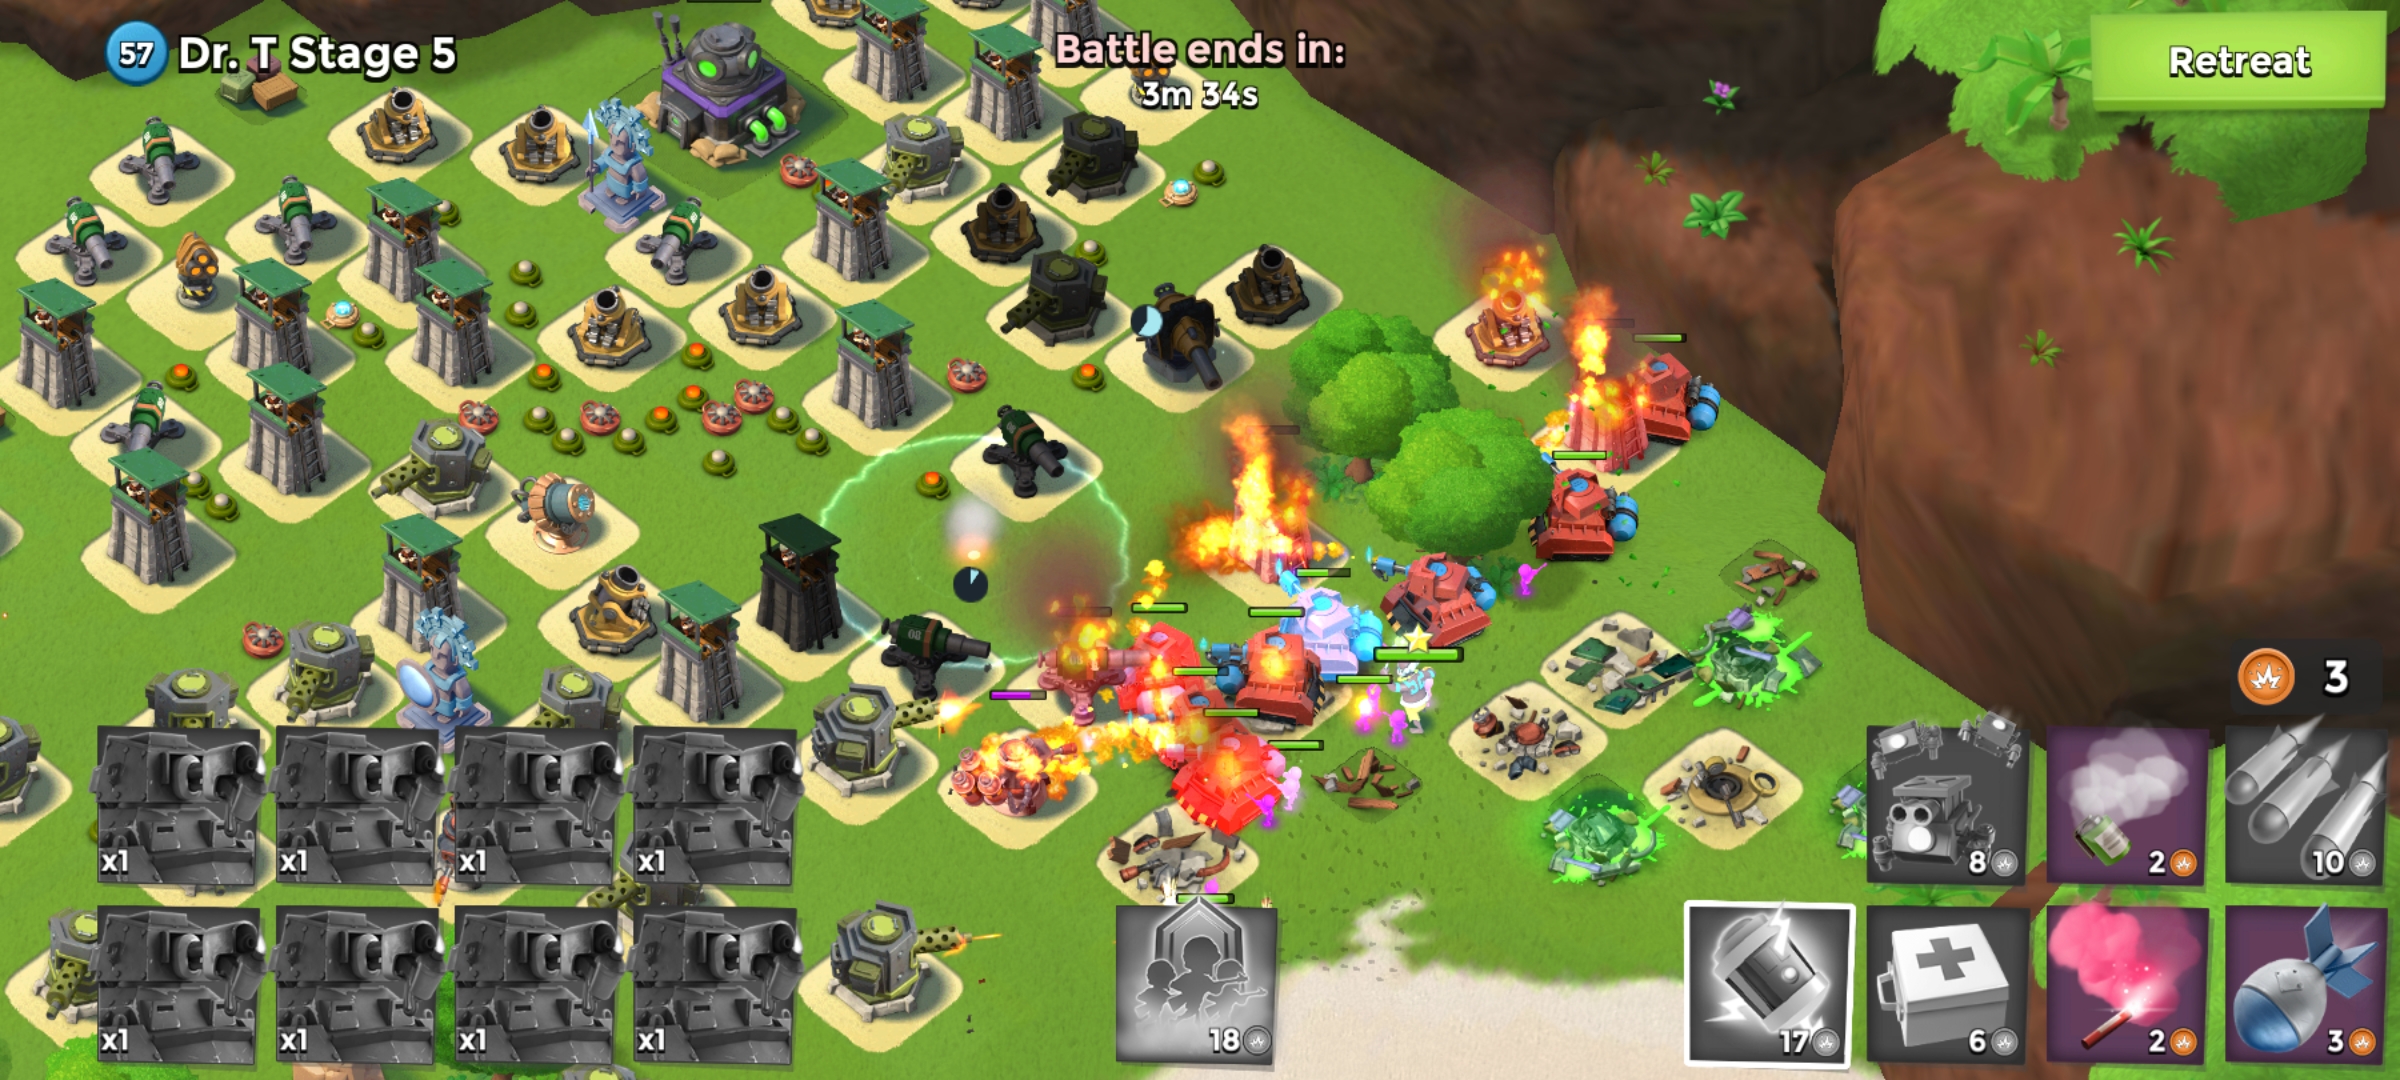 57 Dr. T Stage 5
Battle ends in:
3m 34s
Retreat
3
x1 x1 x1 x1
8 2 10
x1 x1 x1 x1
18 17 6 2 3